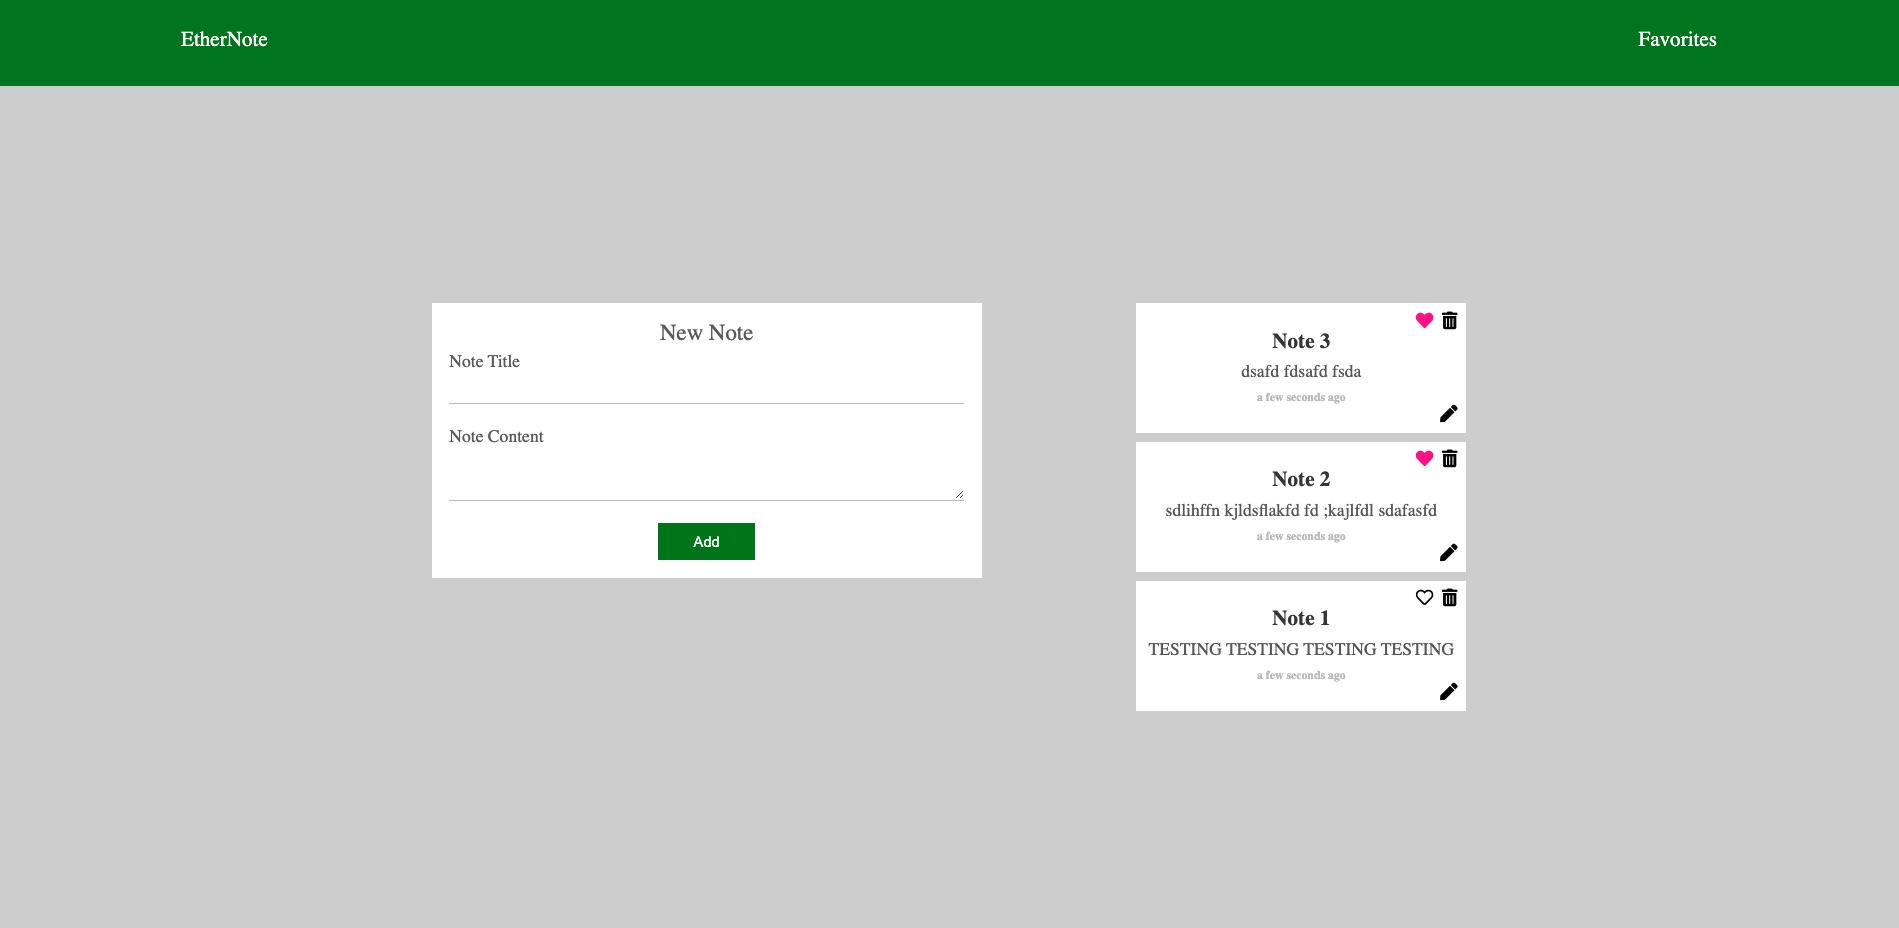 EtherNote
Favorites
New Note
Note Title
Note Content
Add
Note 3
dsafd fdsafd fsda
a few seconds ago
Note 2
sdlihffn kjldsflakfd fd ;kajlfdl sdafasfd
a few seconds ago
Note 1
TESTING TESTING TESTING TESTING
a few seconds ago